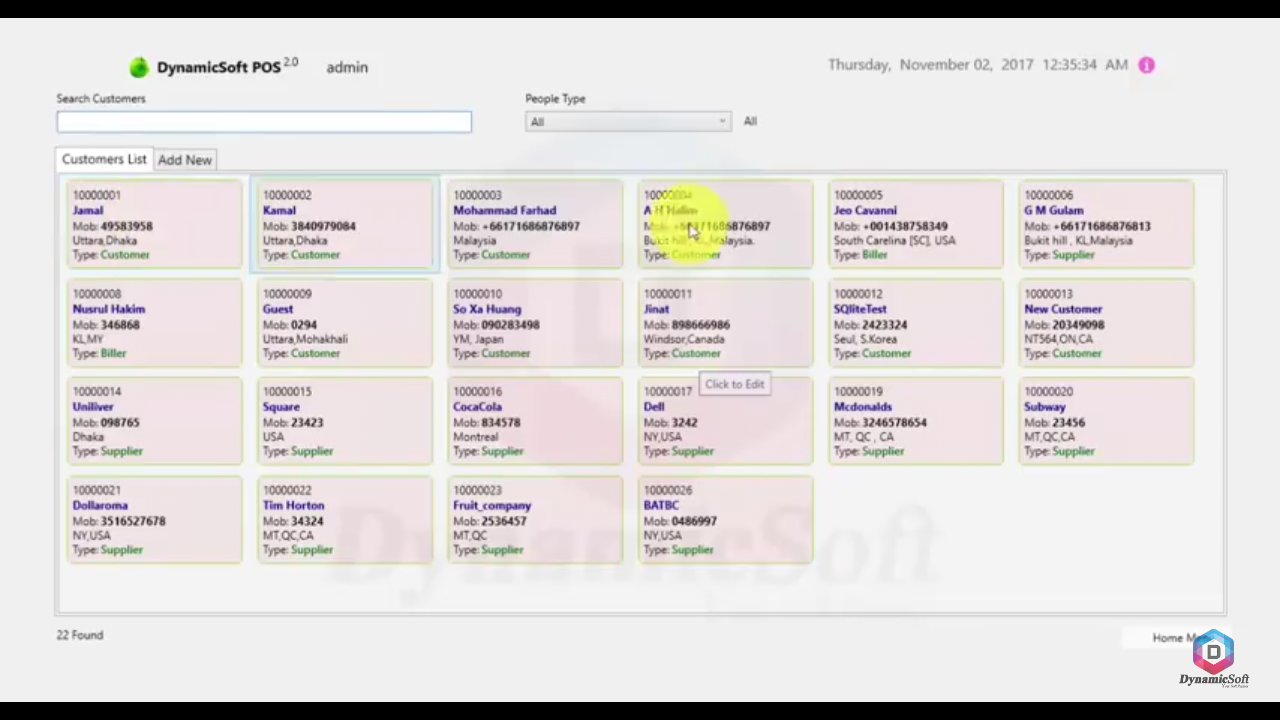 DynamicSoft POS 2.0 admin
Thursday, November 02, 2017 12:35:34 AM
Search Customers
People Type
All
All
Customers List
Add New
10000001
Jamal
Mob: 49583958
Uttara,Dhaka
Type: Customer
10000002
Kamal
Mob: 3840979084
Uttara,Dhaka
Type: Customer
10000003
Mohammad Farhad
Mob: +66171686876897
Malaysia
Type: Customer
10000004
A H Halim
Mob: +66171686876897
Bukit hill , KL,Malaysia.
Type: Customer
10000005
Jeo Cavanni
Mob: +001438758349
South Carolina [SC], USA
Type: Biller
10000006
G M Gulam
Mob: +66171686876813
Bukit hill , KL,Malaysia
Type: Supplier
10000008
Nusrul Hakim
Mob: 346868
KL,MY
Type: Biller
10000009
Guest
Mob: 0294
Uttara,Mohakhali
Type: Customer
10000010
So Xa Huang
Mob: 090283498
YM, Japan
Type: Customer
10000011
Jinat
Mob: 898666986
Windsor,Canada
Type: Customer
10000012
SQliteTest
Mob: 2423324
Seul, S.Korea
Type: Customer
10000013
New Customer
Mob: 20349098
NT564,ON,CA
Type: Customer
10000014
Uniliver
Mob: 098765
Dhaka
Type: Supplier
10000015
Square
Mob: 23423
USA
Type: Supplier
10000016
CocaCola
Mob: 834578
Montreal
Type: Supplier
10000017
Dell
Mob: 3242
NY,USA
Type: Supplier
Click to Edit
10000019
Mcdonalds
Mob: 3246578654
MT, QC , CA
Type: Supplier
10000020
Subway
Mob: 23456
MT,QC,CA
Type: Supplier
10000021
Dollaroma
Mob: 3516527678
NY,USA
Type: Supplier
10000022
Tim Horton
Mob: 34324
MT,QC,CA
Type: Supplier
10000023
Fruit_company
Mob: 2536457
MT,QC
Type: Supplier
10000026
BATBC
Mob: 0486997
NY,USA
Type: Supplier
DynamicSoft
22 Found
Home
DynamicSoft